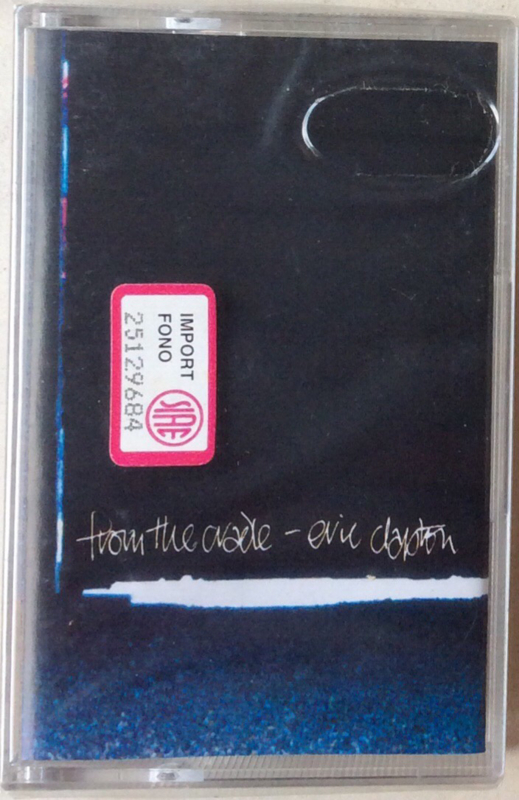 IMPORT
FONO
25129684
SIAE
from the cradle - eric clapton